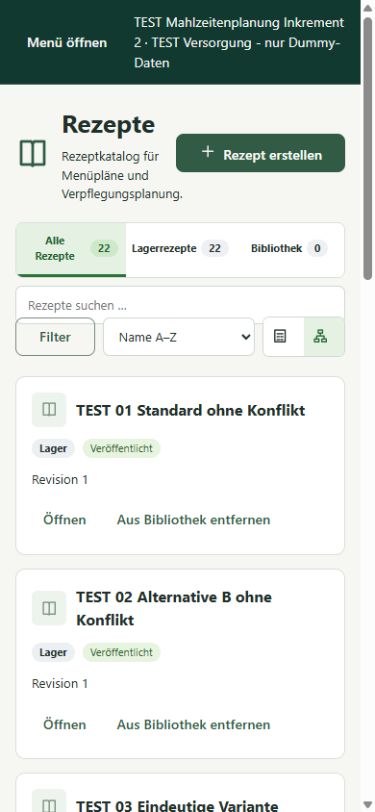 Menü öffnen
TEST Mahlzeitenplanung Inkrement
2 · TEST Versorgung - nur Dummy-
Daten
Rezepte
Rezeptkatalog für
Menüpläne und
Verpflegungsplanung.
+ Rezept erstellen
Alle
Rezepte
22
Lagerrezepte 22
Bibliothek 0
Rezepte suchen ...
Filter
Name A–Z
TEST 01 Standard ohne Konflikt
Lager Veröffentlicht
Revision 1
Öffnen Aus Bibliothek entfernen
TEST 02 Alternative B ohne
Konflikt
Lager Veröffentlicht
Revision 1
Öffnen Aus Bibliothek entfernen
TEST 03 Eindeutige Variante